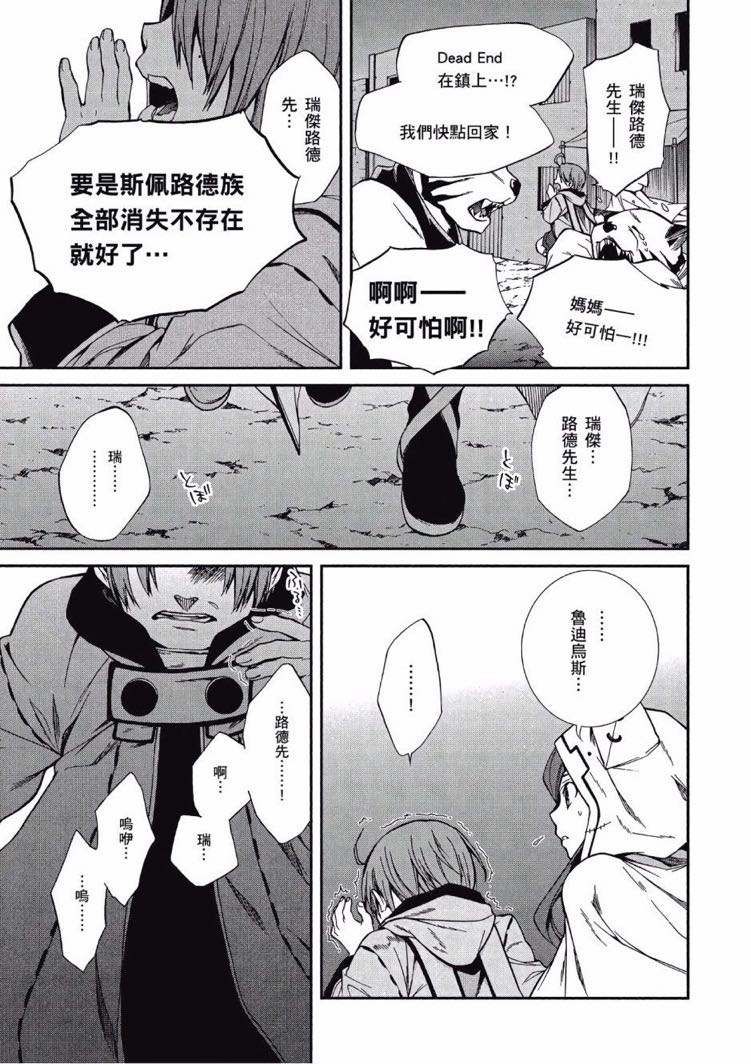 瑞傑路德
先生──!!
Dead End
在鎮上…!?
我們快點回家！
啊啊──
好可怕啊!!
媽媽──
好可怕─!!!
瑞傑路德
先…
要是斯佩路德族
全部消失不存在
就好了…
瑞傑…
路德先生…
とぼ
とぼ
瑞……
………
……
魯迪烏斯…
……！
…路德先……！
啊…
瑞…
嗚咿…
…嗚…